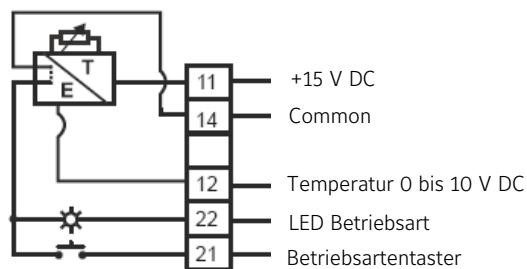 T
E
11 +15 V DC
14 Common
12 Temperatur 0 bis 10 V DC
22 LED Betriebsart
21 Betriebsartentaster